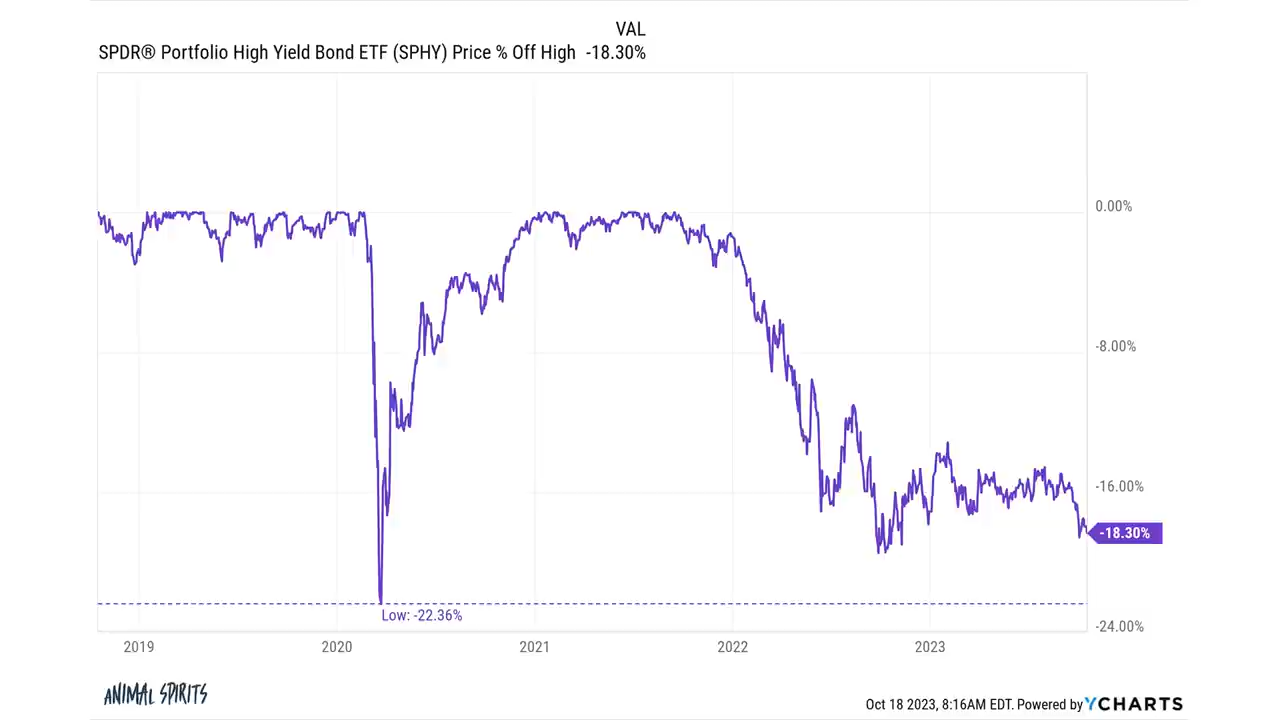 VAL
SPDR® Portfolio High Yield Bond ETF (SPHY) Price % Off High -18.30%
0.00%
-8.00%
-16.00%
-18.30%
Low: -22.36%
-24.00%
2019 2020 2021 2022 2023
ANIMAL SPIRITS
Oct 18 2023, 8:16AM EDT. Powered by YCHARTS